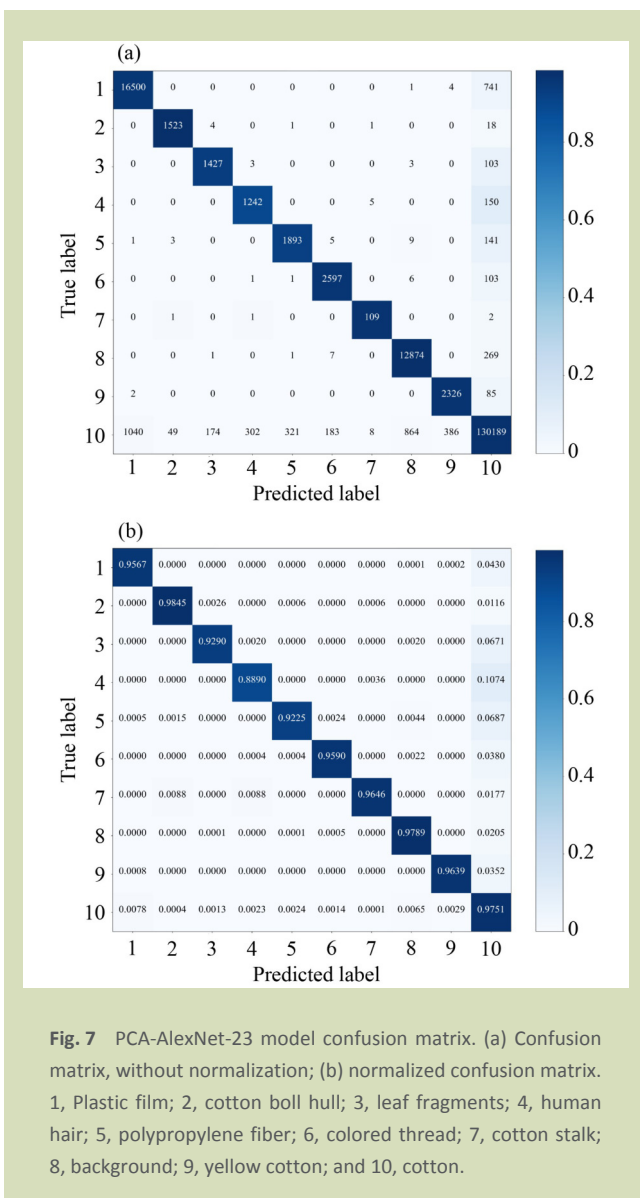 (a)
1 16500 0 0 0 0 0 0 1 4 741
2 0 1523 4 0 1 0 1 0 0 18
3 0 0 1427 3 0 0 0 3 0 103
4 0 0 0 1242 0 0 5 0 0 150
5 1 3 0 0 1893 5 0 9 0 141
6 0 0 0 1 1 2597 0 6 0 103
7 0 1 0 1 0 0 109 0 0 2
8 0 0 1 0 1 7 0 12874 0 269
9 2 0 0 0 0 0 0 0 2326 85
10 1040 49 174 302 321 183 8 864 386 130189
1 2 3 4 5 6 7 8 9 10
Predicted label
True label
0.8
0.6
0.4
0.2
0
(b)
1 0.9567 0.0000 0.0000 0.0000 0.0000 0.0000 0.0000 0.0001 0.0002 0.0430
2 0.0000 0.9845 0.0026 0.0000 0.0006 0.0000 0.0006 0.0000 0.0000 0.0116
3 0.0000 0.0000 0.9290 0.0020 0.0000 0.0000 0.0000 0.0020 0.0000 0.0671
4 0.0000 0.0000 0.0000 0.8890 0.0000 0.0000 0.0036 0.0000 0.0000 0.1074
5 0.0005 0.0015 0.0000 0.0000 0.9225 0.0024 0.0000 0.0044 0.0000 0.0687
6 0.0000 0.0000 0.0000 0.0004 0.0004 0.9590 0.0000 0.0022 0.0000 0.0380
7 0.0000 0.0088 0.0000 0.0088 0.0000 0.0000 0.9646 0.0000 0.0000 0.0177
8 0.0000 0.0000 0.0001 0.0000 0.0001 0.0005 0.0000 0.9789 0.0000 0.0205
9 0.0008 0.0000 0.0000 0.0000 0.0000 0.0000 0.0000 0.0000 0.9639 0.0352
10 0.0078 0.0004 0.0013 0.0023 0.0024 0.0014 0.0001 0.0065 0.0029 0.9751
1 2 3 4 5 6 7 8 9 10
Predicted label
True label
0.8
0.6
0.4
0.2
0
Fig. 7 PCA-AlexNet-23 model confusion matrix. (a) Confusion
matrix, without normalization; (b) normalized confusion matrix.
1, Plastic film; 2, cotton boll hull; 3, leaf fragments; 4, human
hair; 5, polypropylene fiber; 6, colored thread; 7, cotton stalk;
8, background; 9, yellow cotton; and 10, cotton.